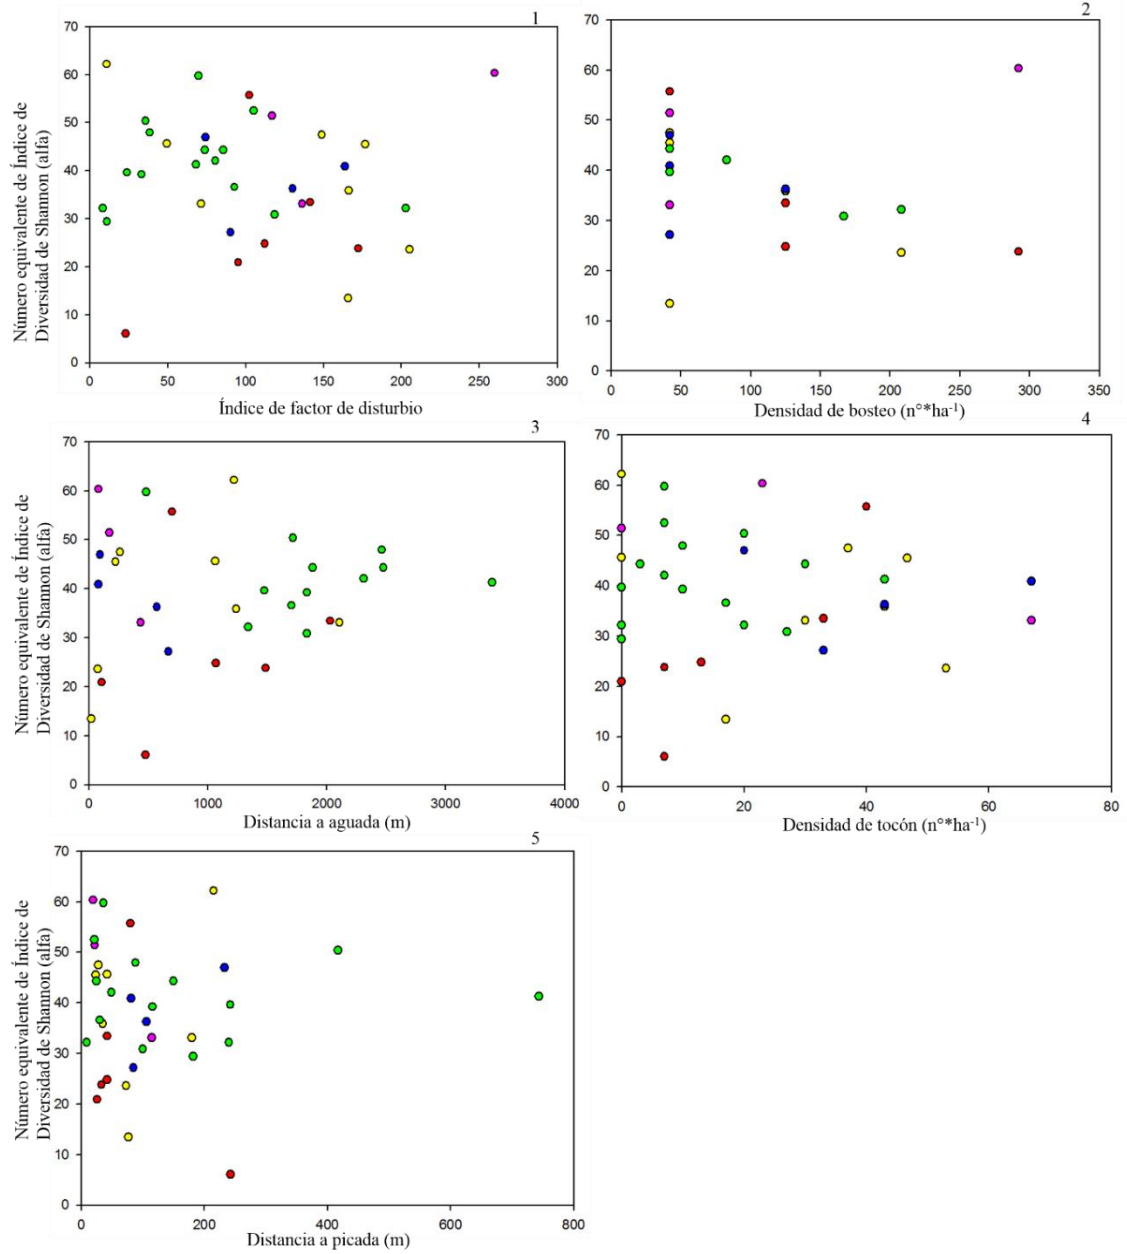 1
70
60
50
40
30
20
10
0
0 50 100 150 200 250 300
Número equivalente de Índice de
Diversidad de Shannon (alfa)
Índice de factor de disturbio
2
70
60
50
40
30
20
10
0
0 50 100 150 200 250 300 350
Densidad de bosteo (n°*ha⁻¹)
3
70
60
50
40
30
20
10
0
0 1000 2000 3000 4000
Número equivalente de Índice de
Diversidad de Shannon (alfa)
Distancia a aguada (m)
4
70
60
50
40
30
20
10
0
0 20 40 60 80
Densidad de tocón (n°*ha⁻¹)
5
70
60
50
40
30
20
10
0
0 200 400 600 800
Número equivalente de Índice de
Diversidad de Shannon (alfa)
Distancia a picada (m)